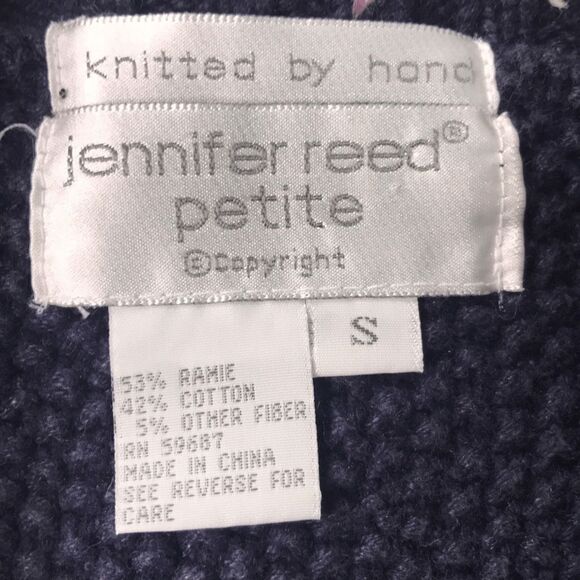 knitted by hand
jennifer reed®
petite
©Copyright
S
53% RAMIE
42% COTTON
5% OTHER FIBER
RN 59687
MADE IN CHINA
SEE REVERSE FOR
CARE